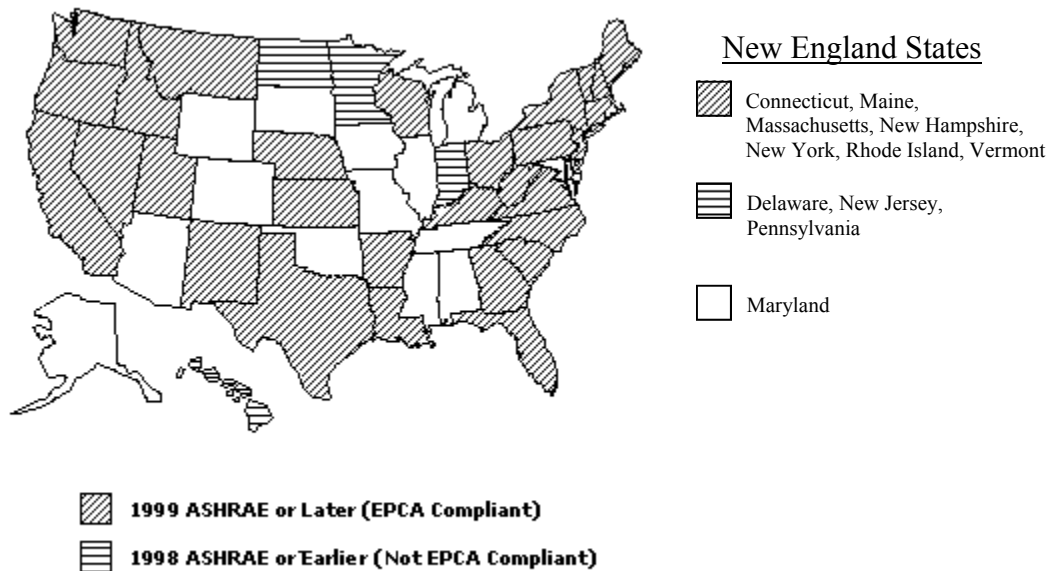 New England States
Connecticut, Maine,
Massachusetts, New Hampshire,
New York, Rhode Island, Vermont
Delaware, New Jersey,
Pennsylvania
Maryland
1999 ASHRAE or Later (EPCA Compliant)
1998 ASHRAE or Earlier (Not EPCA Compliant)